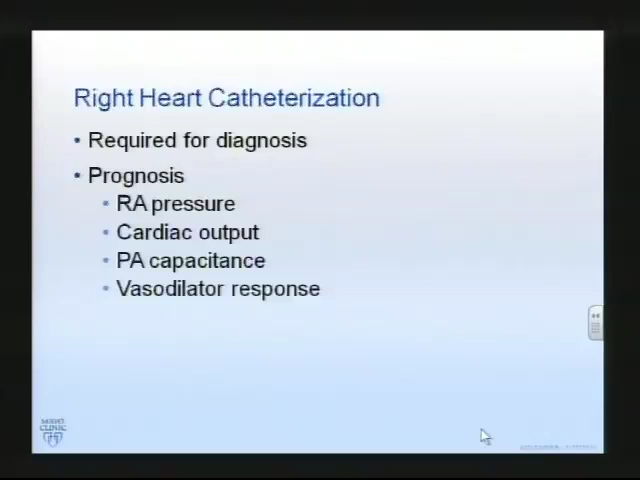 Right Heart Catheterization
• Required for diagnosis
• Prognosis
• RA pressure
• Cardiac output
• PA capacitance
• Vasodilator response
MAYO
CLINIC